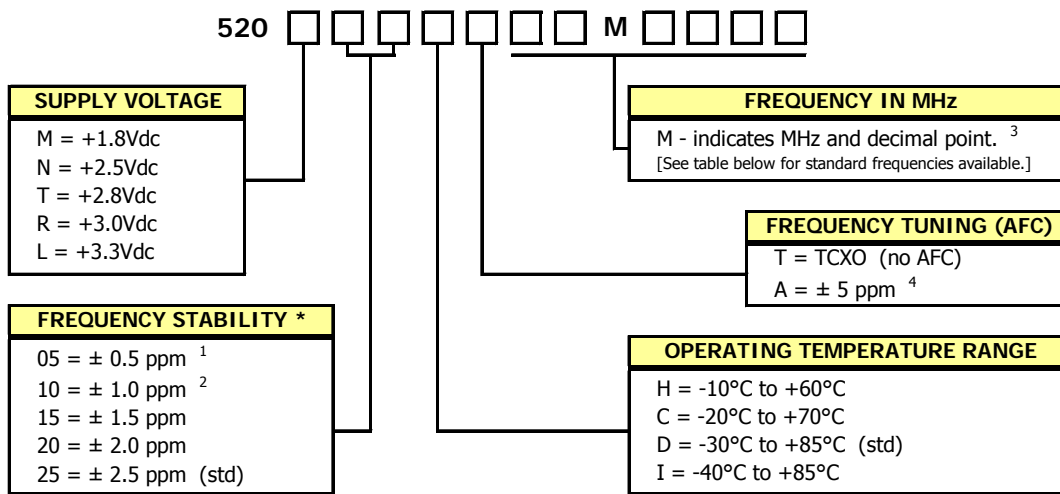 520 M
SUPPLY VOLTAGE
M = +1.8Vdc
N = +2.5Vdc
T = +2.8Vdc
R = +3.0Vdc
L = +3.3Vdc
FREQUENCY IN MHz
M - indicates MHz and decimal point. 3
[See table below for standard frequencies available.]
FREQUENCY TUNING (AFC)
T = TCXO (no AFC)
A = ± 5 ppm 4
FREQUENCY STABILITY *
05 = ± 0.5 ppm 1
10 = ± 1.0 ppm 2
15 = ± 1.5 ppm
20 = ± 2.0 ppm
25 = ± 2.5 ppm (std)
OPERATING TEMPERATURE RANGE
H = -10°C to +60°C
C = -20°C to +70°C
D = -30°C to +85°C (std)
I = -40°C to +85°C